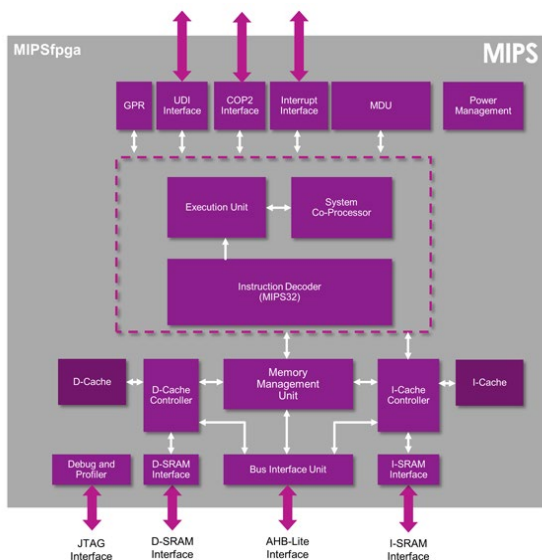 MIPSfpga
MIPS
GPR
UDI
Interface
COP2
Interface
Interrupt
Interface
MDU
Power
Management
Execution Unit
System
Co-Processor
Instruction Decoder
(MIPS32)
D-Cache
D-Cache
Controller
Memory
Management
Unit
I-Cache
Controller
I-Cache
Debug and
Profiler
D-SRAM
Interface
Bus Interface Unit
I-SRAM
Interface
JTAG
Interface
D-SRAM
Interface
AHB-Lite
Interface
I-SRAM
Interface